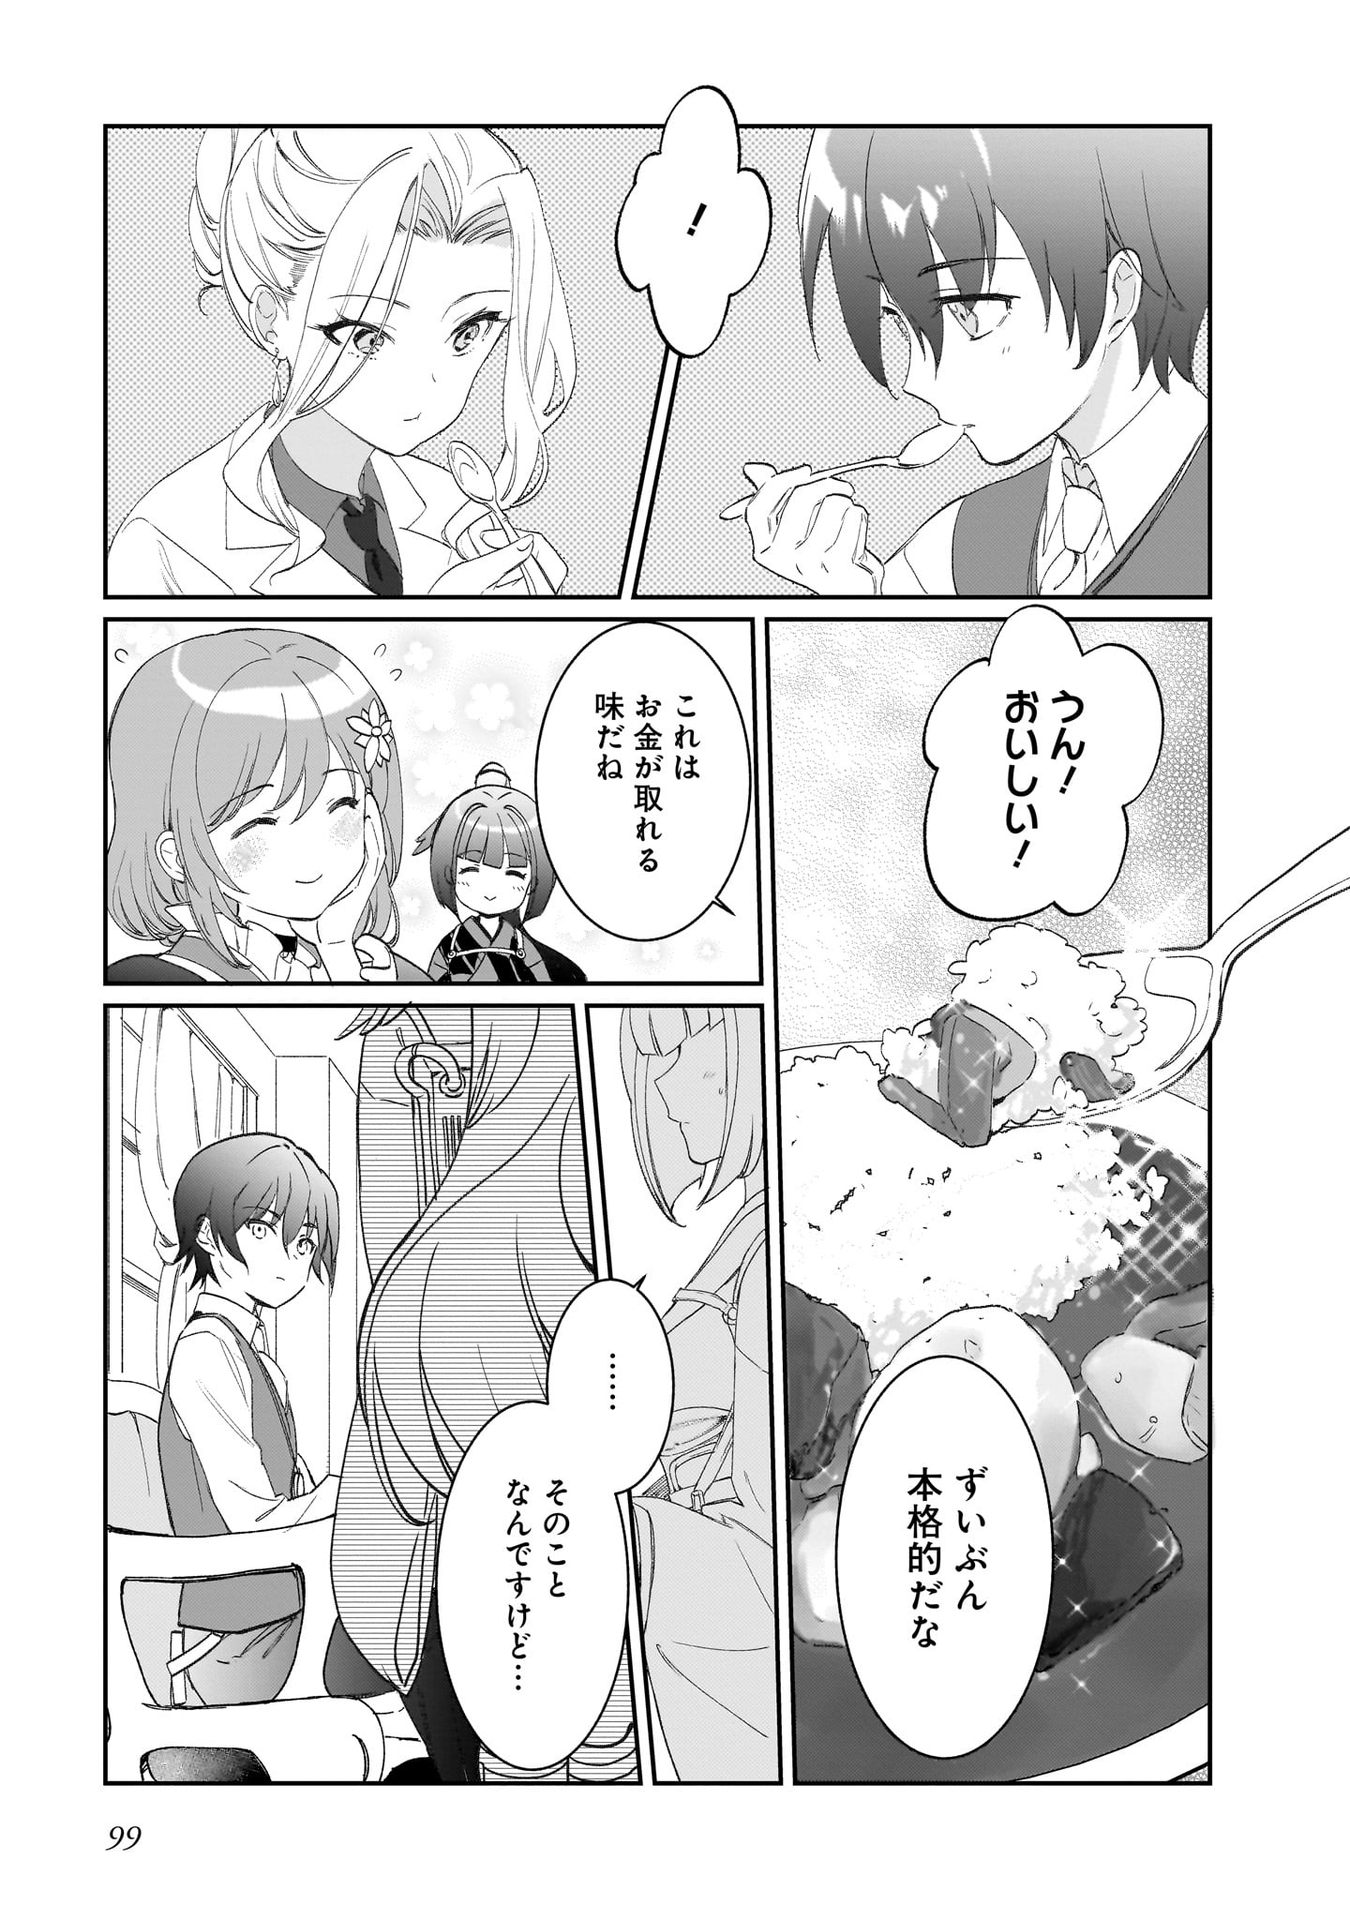 ！
うん！
おいしい！
ずいぶん
本格的だな
これは
お金が取れる
味だね
……
そのこと
なんですけど…
99